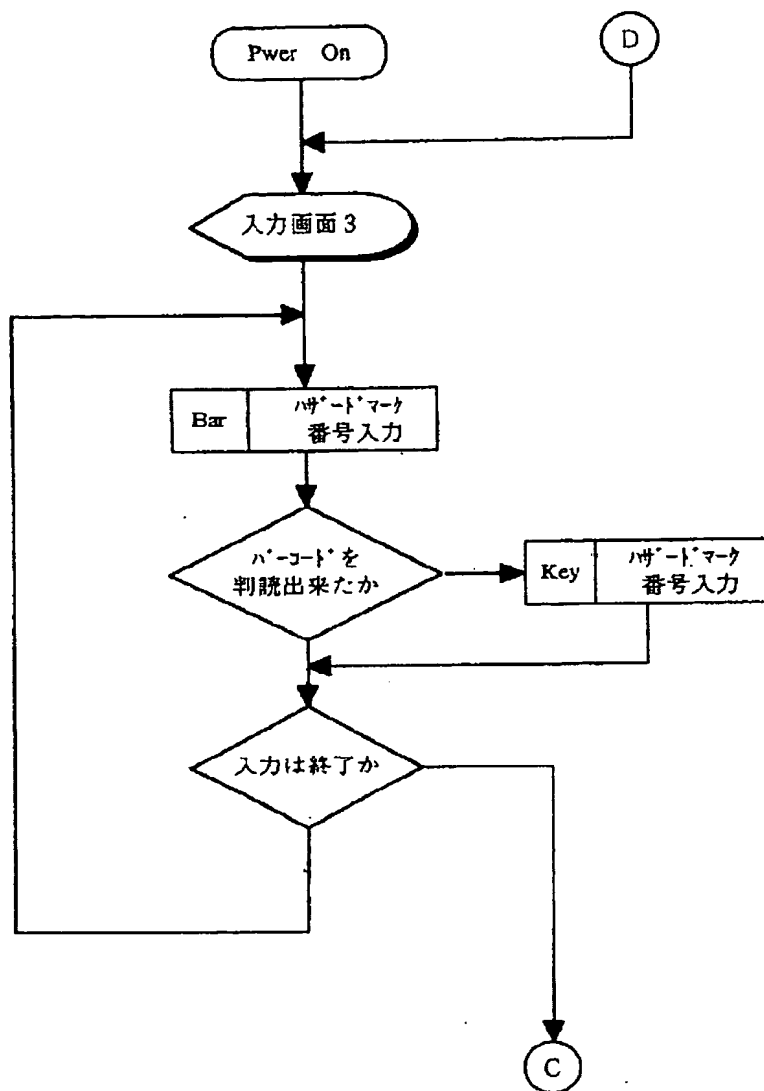 Pwer On
D
入力画面3
Bar
ﾊｻﾞｰﾄﾞﾏｰｸ
番号入力
ﾊﾞｰｺｰﾄﾞを
判読出来たか
Key
ﾊｻﾞｰﾄﾞﾏｰｸ
番号入力
入力は終了か
C